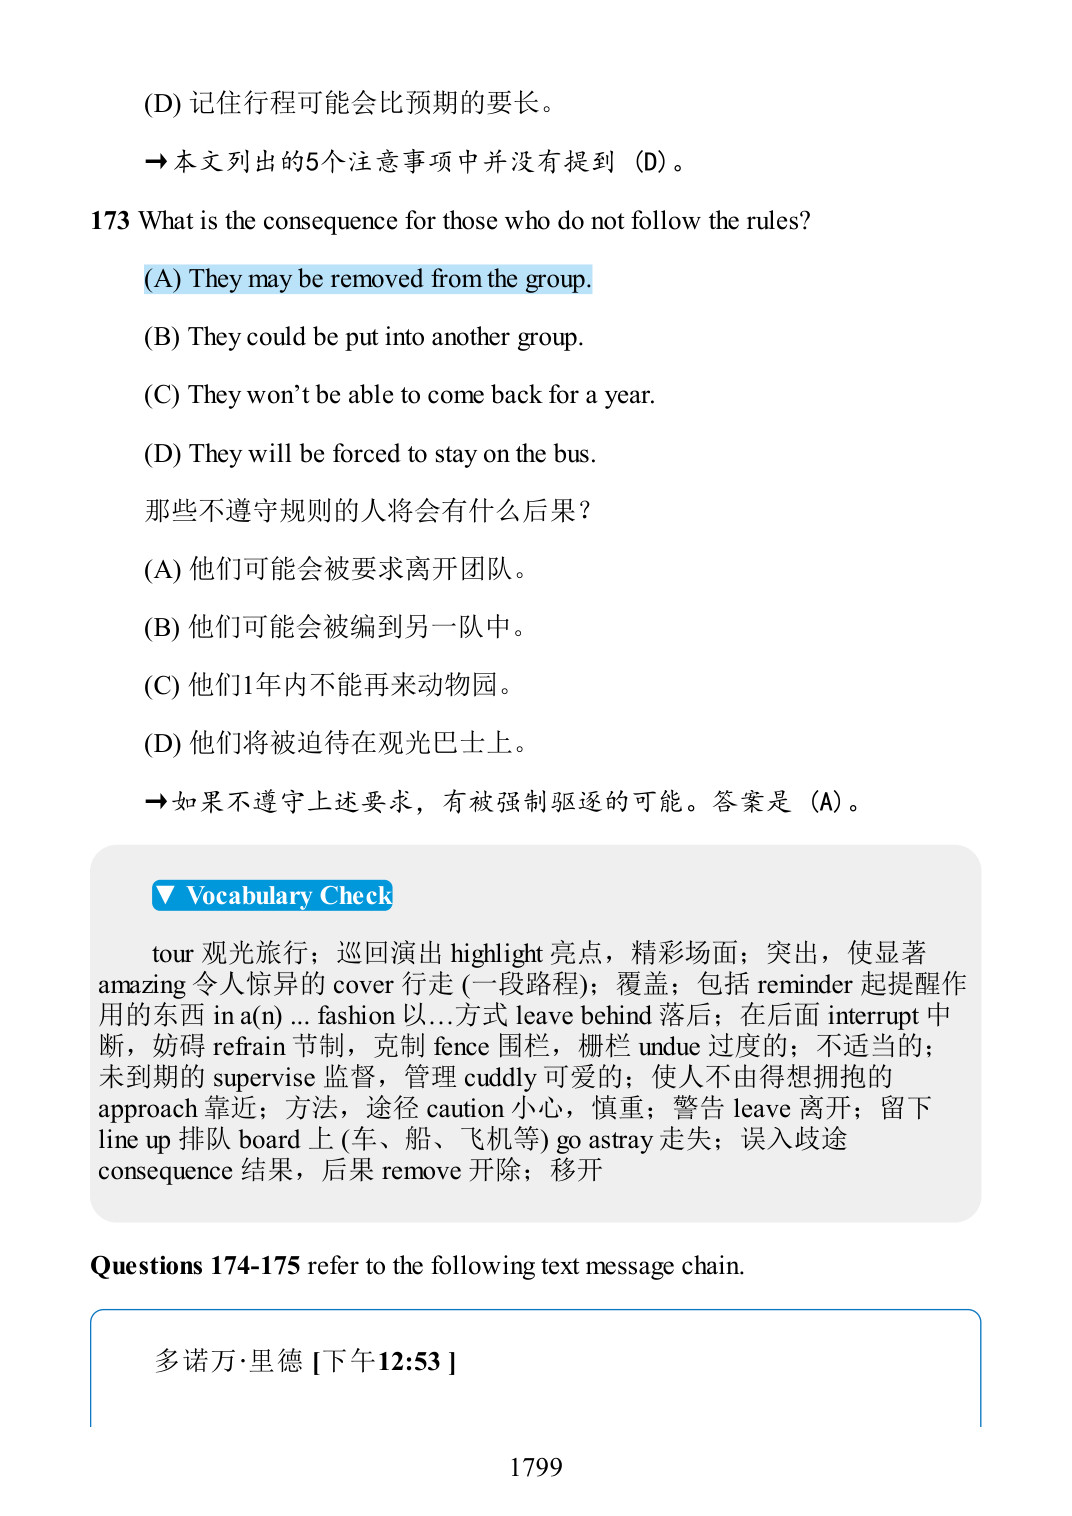 (D) 记住行程可能会比预期的要长。
➞本文列出的5个注意事项中并没有提到 (D)。
173 What is the consequence for those who do not follow the rules?
(A) They may be removed from the group.
(B) They could be put into another group.
(C) They won’t be able to come back for a year.
(D) They will be forced to stay on the bus.
那些不遵守规则的人将会有什么后果？
(A) 他们可能会被要求离开团队。
(B) 他们可能会被编到另一队中。
(C) 他们1年内不能再来动物园。
(D) 他们将被迫待在观光巴士上。
➞如果不遵守上述要求，有被强制驱逐的可能。答案是 (A)。
▼ Vocabulary Check
tour 观光旅行；巡回演出 highlight 亮点，精彩场面；突出，使显著
amazing 令人惊异的 cover 行走 (一段路程)；覆盖；包括 reminder 起提醒作
用的东西 in a(n) ... fashion 以…方式 leave behind 落后；在后面 interrupt 中
断，妨碍 refrain 节制，克制 fence 围栏，栅栏 undue 过度的；不适当的；
未到期的 supervise 监督，管理 cuddly 可爱的；使人不由得想拥抱的
approach 靠近；方法，途径 caution 小心，慎重；警告 leave 离开；留下
line up 排队 board 上 (车、船、飞机等) go astray 走失；误入歧途
consequence 结果，后果 remove 开除；移开
Questions 174-175 refer to the following text message chain.
多诺万·里德 [下午12:53 ]
1799